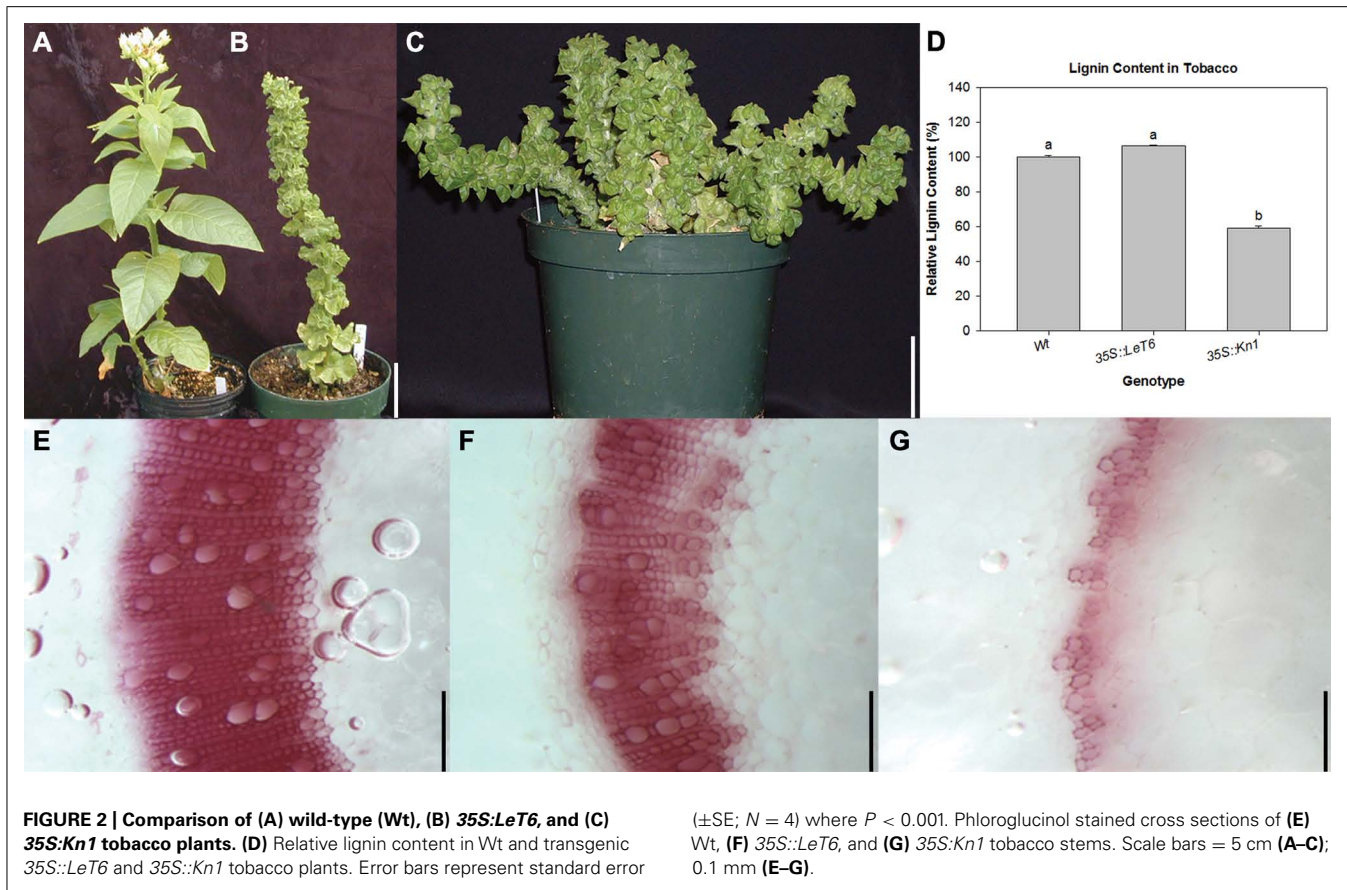 A
B
C
D
Lignin Content in Tobacco
Relative Lignin Content (%)
140
120
100
80
60
40
20
0
a
a
b
Wt
35S::LeT6
35S::Kn1
Genotype
E
F
G
FIGURE 2 | Comparison of (A) wild-type (Wt), (B) 35S:LeT6, and (C)
35S:Kn1 tobacco plants. (D) Relative lignin content in Wt and transgenic
35S::LeT6 and 35S::Kn1 tobacco plants. Error bars represent standard error
(±SE; N = 4) where P < 0.001. Phloroglucinol stained cross sections of (E)
Wt, (F) 35S::LeT6, and (G) 35S:Kn1 tobacco stems. Scale bars = 5 cm (A–C);
0.1 mm (E–G).